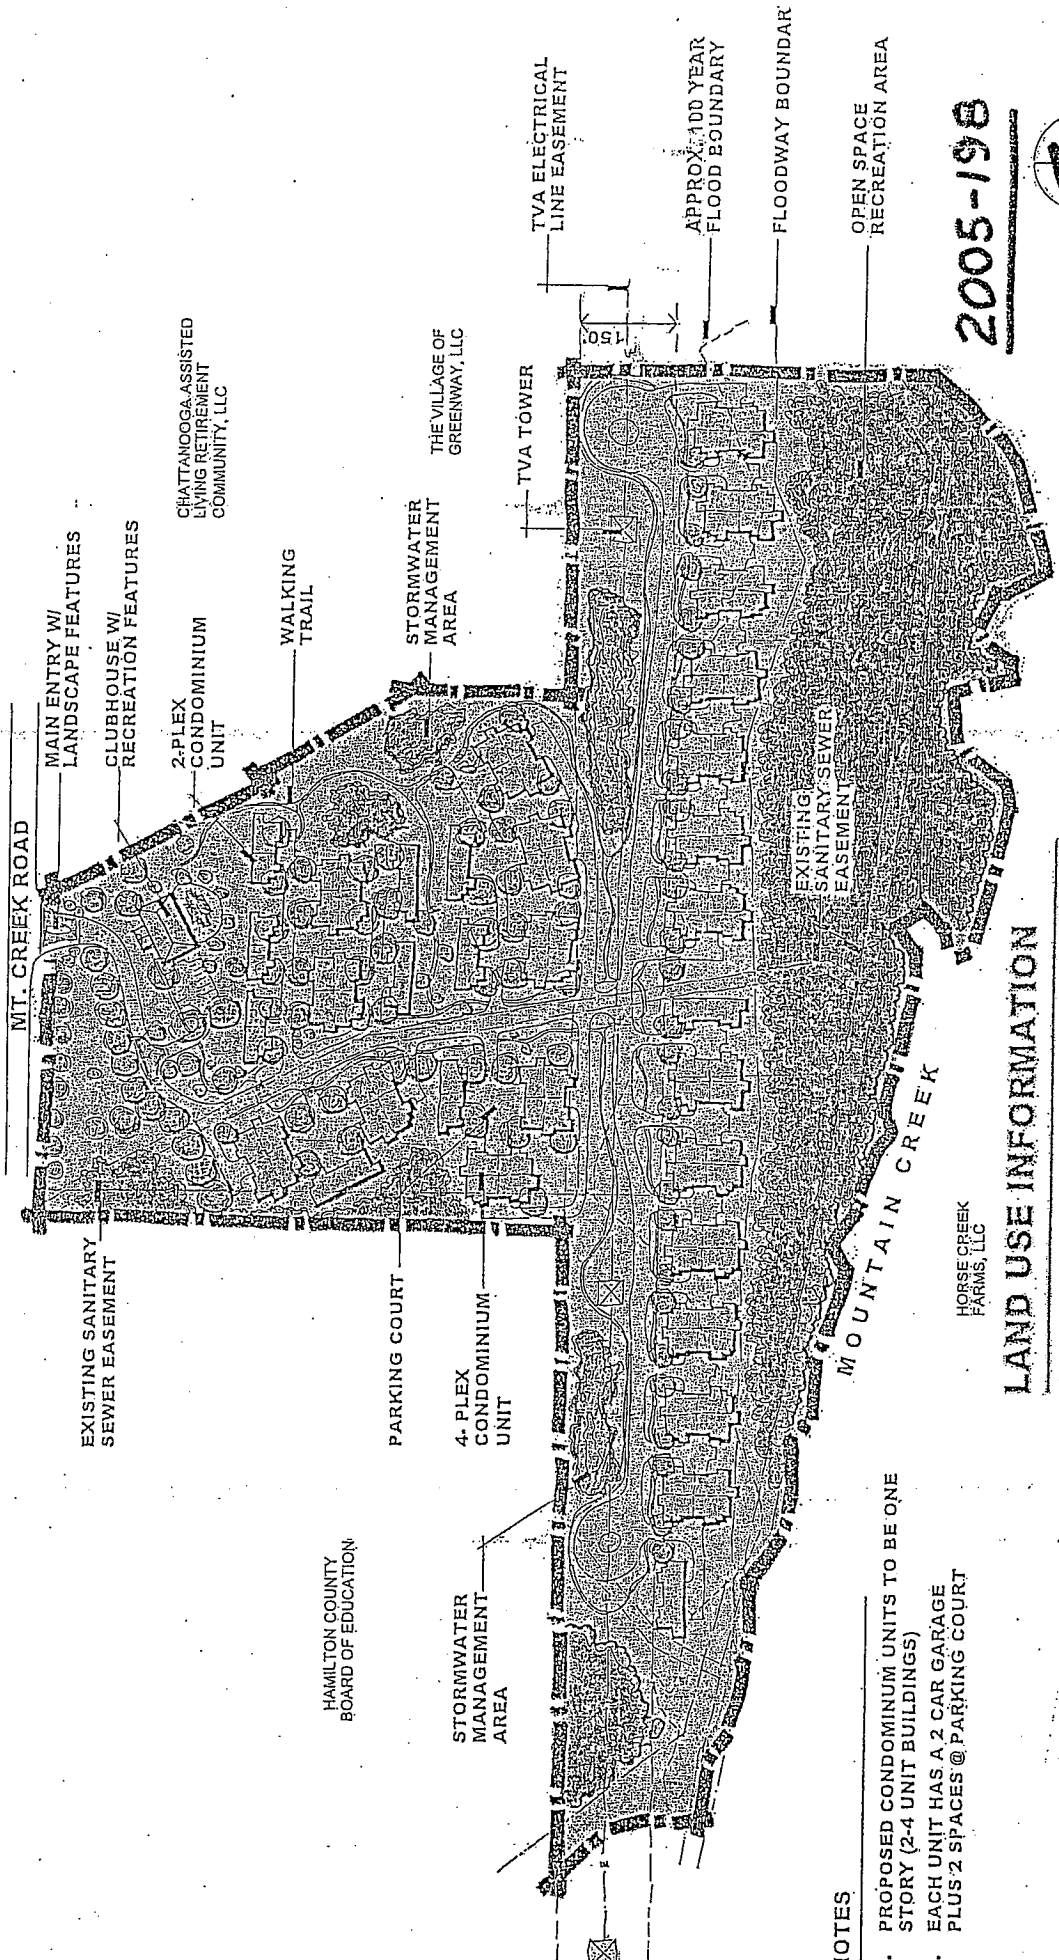 MT. CREEK ROAD
MAIN ENTRY W/
LANDSCAPE FEATURES
CLUBHOUSE W/
RECREATION FEATURES
2-PLEX
CONDOMINIUM
UNIT
WALKING
TRAIL
STORMWATER
MANAGEMENT
AREA
CHATTANOOGA ASSISTED
LIVING RETIREMENT
COMMUNITY, LLC
THE VILLAGE OF
GREENWAY, LLC
TVA TOWER
TVA ELECTRICAL
LINE EASEMENT
150'
APPROX. 100 YEAR
FLOOD BOUNDARY
FLOODWAY BOUNDAR
OPEN SPACE
RECREATION AREA
2005-198
EXISTING SANITARY
SEWER EASEMENT
PARKING COURT
4-PLEX
CONDOMINIUM
UNIT
HAMILTON COUNTY
BOARD OF EDUCATION
STORMWATER
MANAGEMENT
AREA
EXISTING
SANITARY SEWER
EASEMENT
MOUNTAIN CREEK
HORSE CREEK
FARMS, LLC
LAND USE INFORMATION
OTES
• PROPOSED CONDOMINUM UNITS TO BE ONE
STORY (2-4 UNIT BUILDINGS)
• EACH UNIT HAS A 2 CAR GARAGE
PLUS 2 SPACES @ PARKING COURT